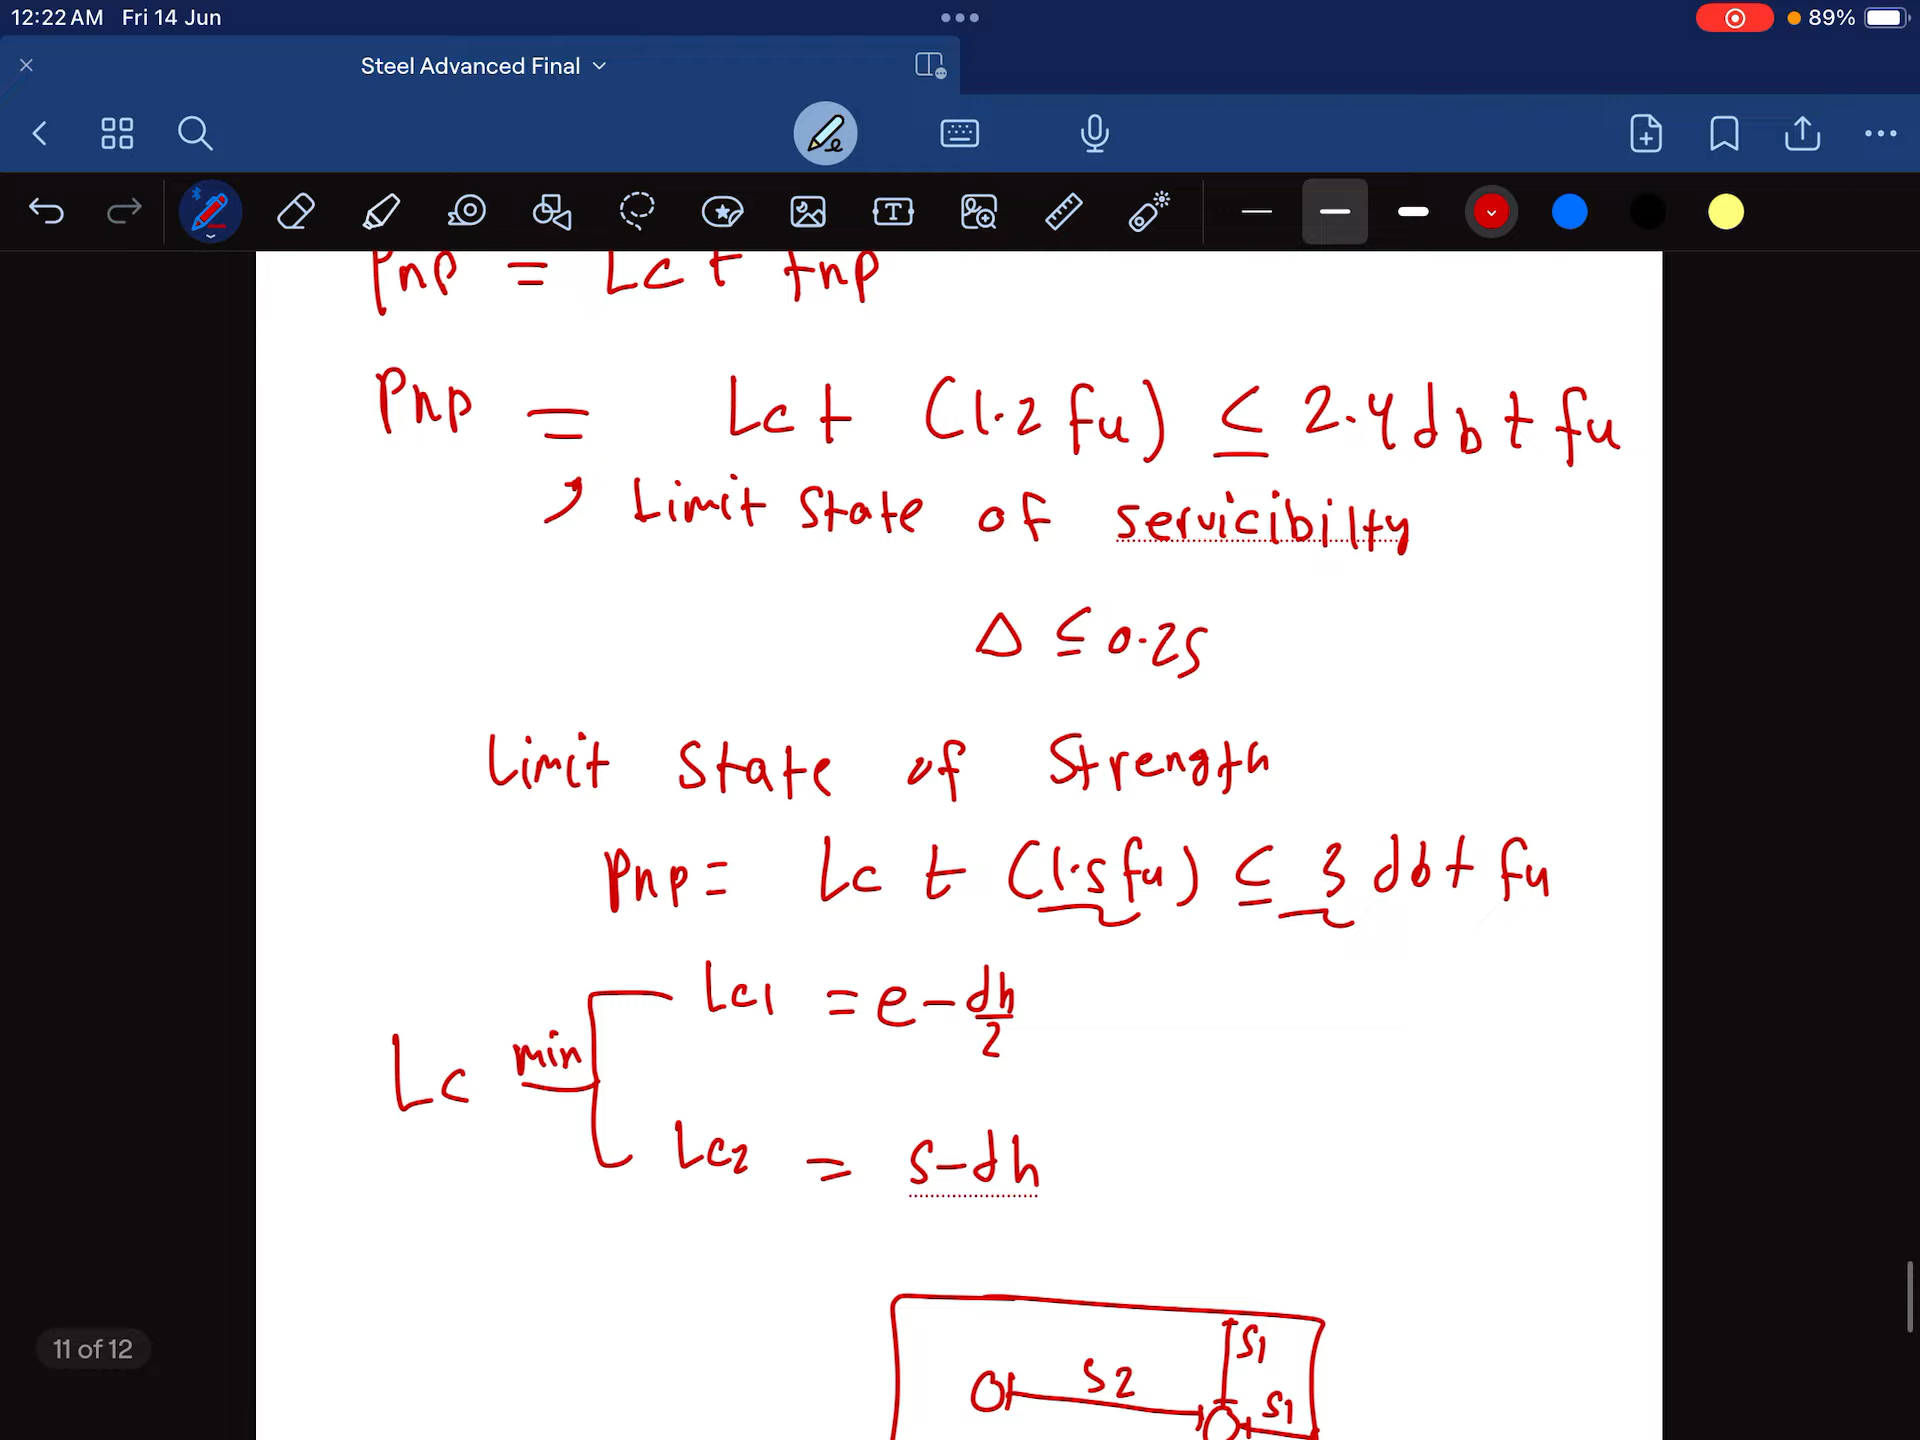 12:22 AM Fri 14 Jun
89%
Steel Advanced Final
Pnp = Lc t fnp
Pnp = Lc t (1.2 fu) ≤ 2.4 db t fu
Limit State of servicibilty
Δ ≤ 0.25
Limit State of Strength
Pnp = Lc t (1.5 fu) ≤ 3 db t fu
Lc1 = e - dh/2
Lc min
Lc2 = s-dh
S1
S2
S1
11 of 12